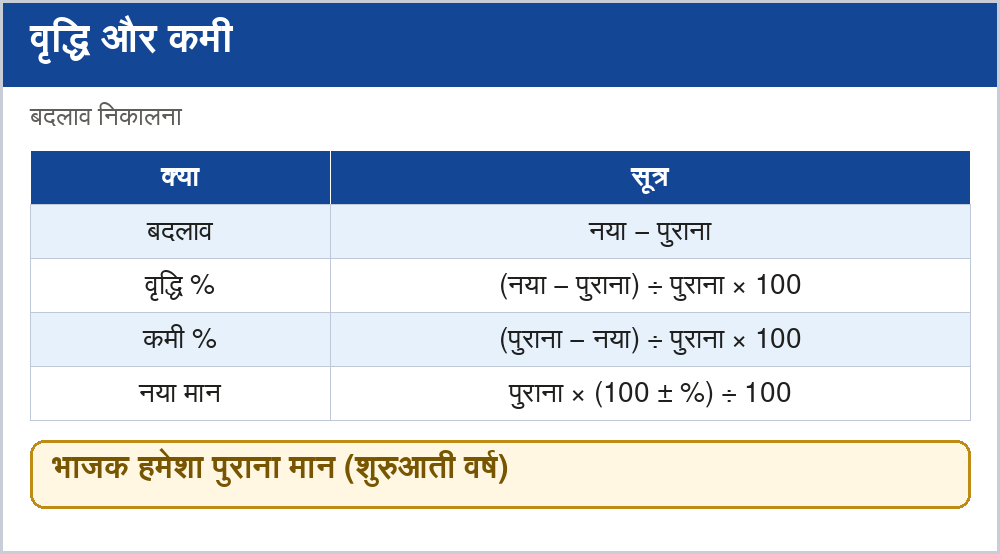 वृद्धि और कमी
बदलाव निकालना
क्या सूत्र
बदलाव नया – पुराना
वृद्धि % (नया – पुराना) ÷ पुराना × 100
कमी % (पुराना – नया) ÷ पुराना × 100
नया मान पुराना × (100 ± %) ÷ 100
भाजक हमेशा पुराना मान (शुरुआती वर्ष)